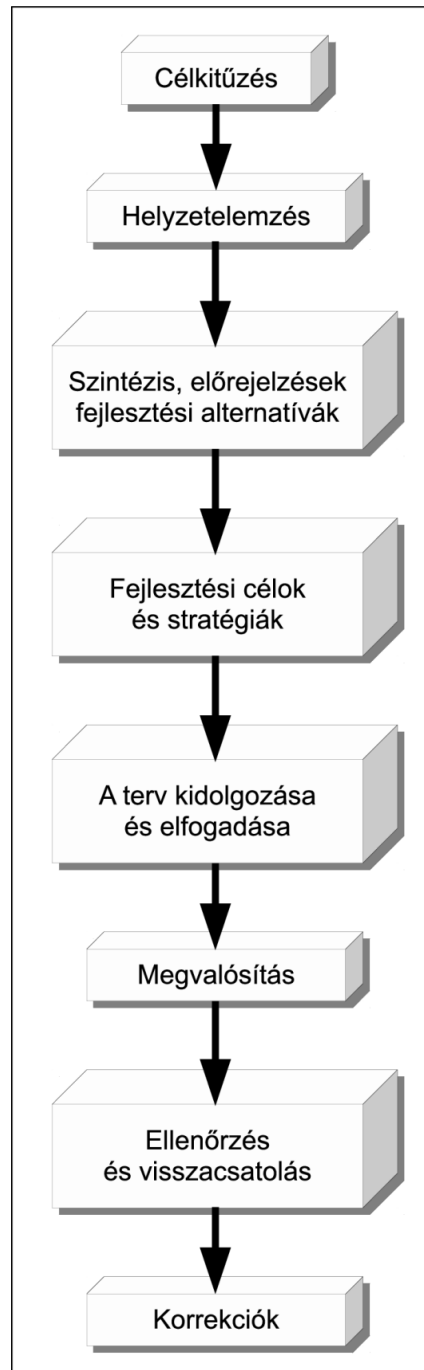 Célkitűzés
Helyzetelemzés
Szintézis, előrejelzések
fejlesztési alternatívák
Fejlesztési célok
és stratégiák
A terv kidolgozása
és elfogadása
Megvalósítás
Ellenőrzés
és visszacsatolás
Korrekciók